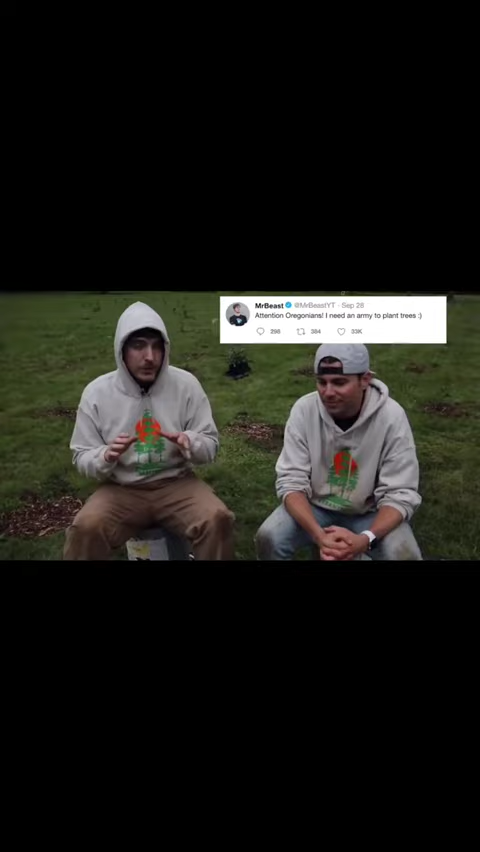 MrBeast @MrBeastYT · Sep 28
Attention Oregonians! I need an army to plant trees :)
298 384 33K